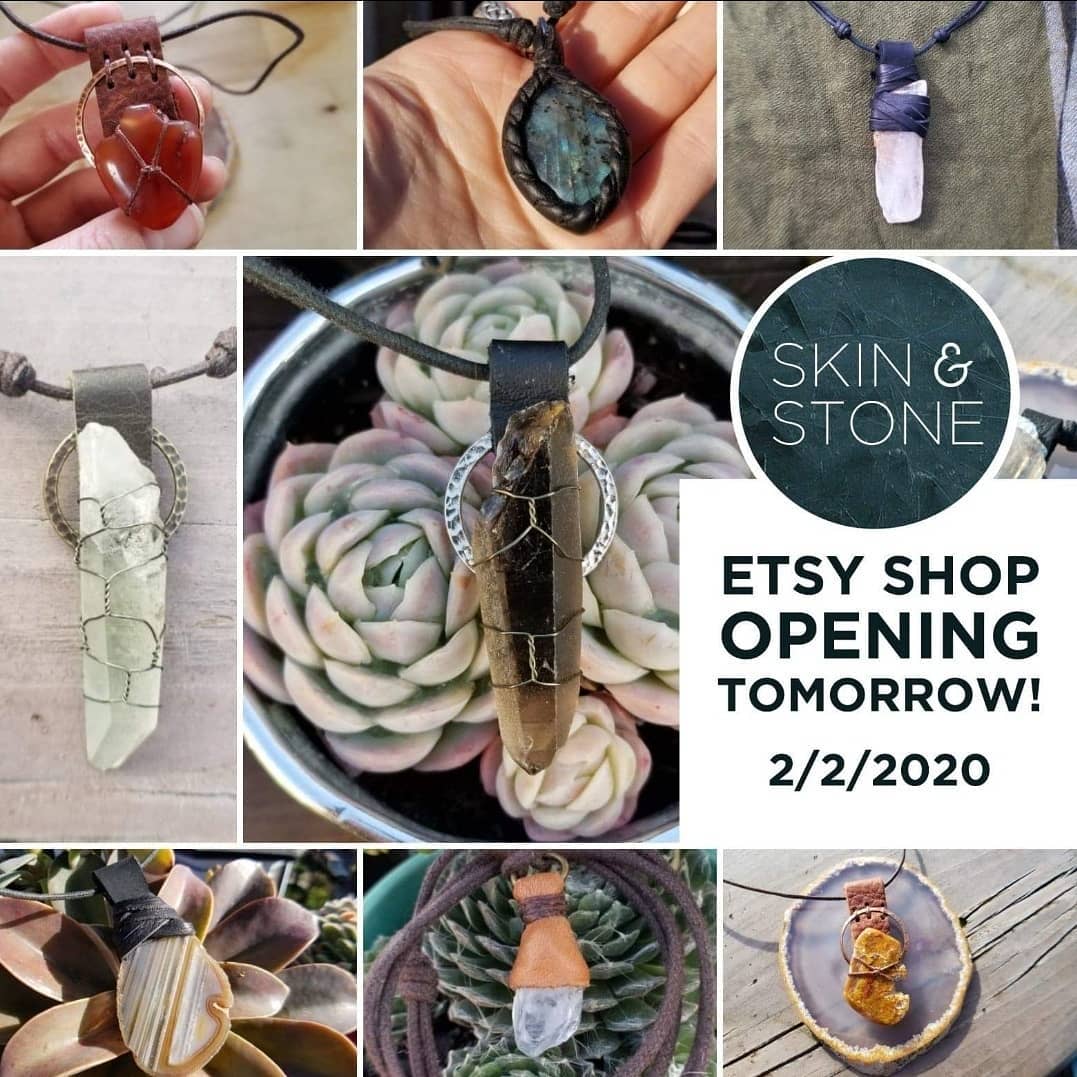 SKIN &
STONE
ETSY SHOP
OPENING
TOMORROW!
2/2/2020